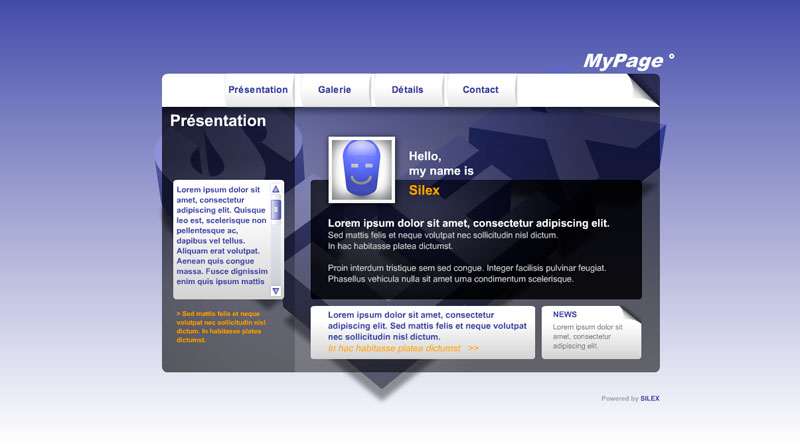 MyPage
Présentation Galerie Détails Contact
Présentation
Lorem ipsum dolor sit
amet, consectetur
adipiscing elit. Quisque
leo est, scelerisque non
pellentesque ac,
dapibus vel tellus.
Aliquam erat volutpat.
Aenean quis congue
massa. Fusce dignissim
enim quis ipsum mattis
> Sed mattis felis et neque
volutpat nec sollicitudin nisl
dictum. In habitasse platea
dictumst.
Hello,
my name is
Silex
Lorem ipsum dolor sit amet, consectetur adipiscing elit.
Sed mattis felis et neque volutpat nec sollicitudin nisl dictum.
In hac habitasse platea dictumst.
Proin interdum tristique sem sed congue. Integer facilisis pulvinar feugiat.
Phasellus vehicula nulla sit amet urna condimentum scelerisque.
Lorem ipsum dolor sit amet, consectetur
adipiscing elit. Sed mattis felis et neque volutpat
nec sollicitudin nisl dictum.
In hac habitasse platea dictumst >>
NEWS
Lorem ipsum dolor sit
amet, consectetur
adipiscing elit.
Powered by SILEX
SILEX